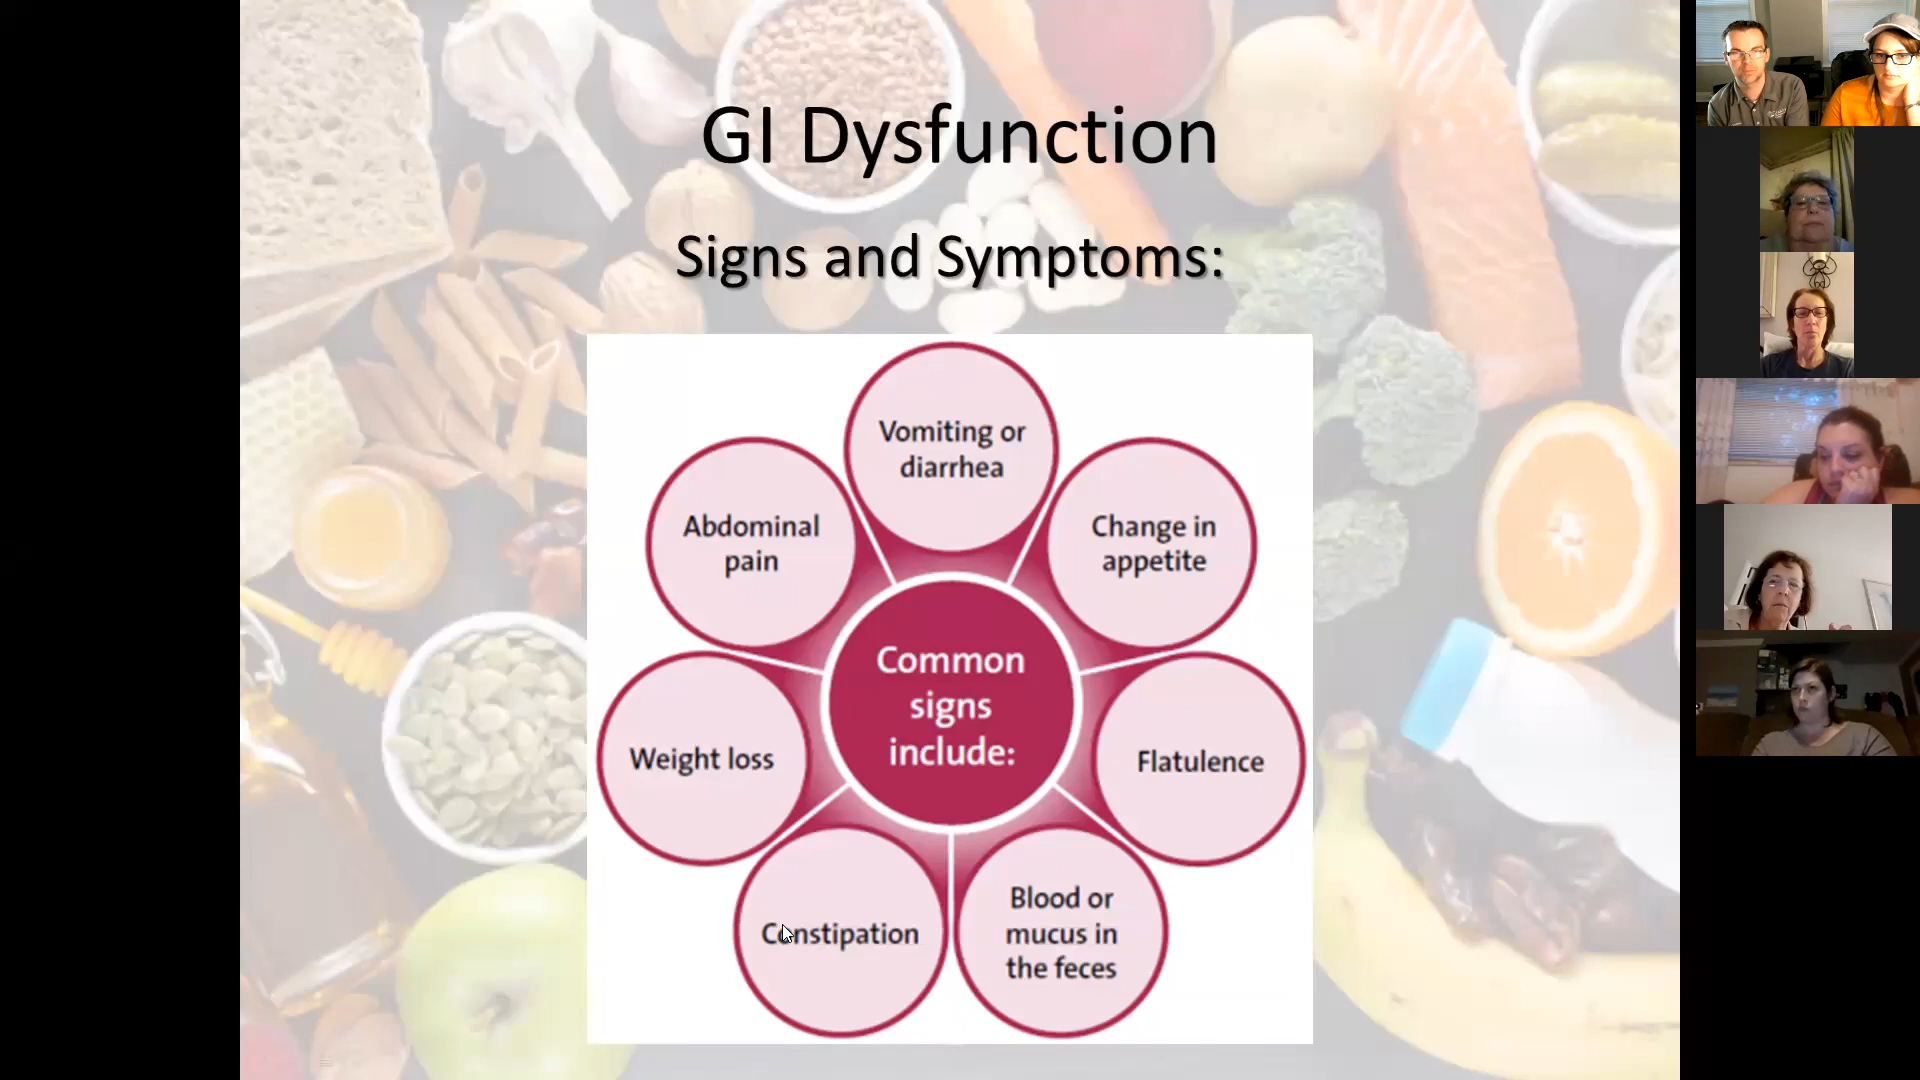 GI Dysfunction
Signs and Symptoms:
Vomiting or
diarrhea
Abdominal
pain
Change in
appetite
Common
signs
include:
Weight loss
Flatulence
Constipation
Blood or
mucus in
the feces